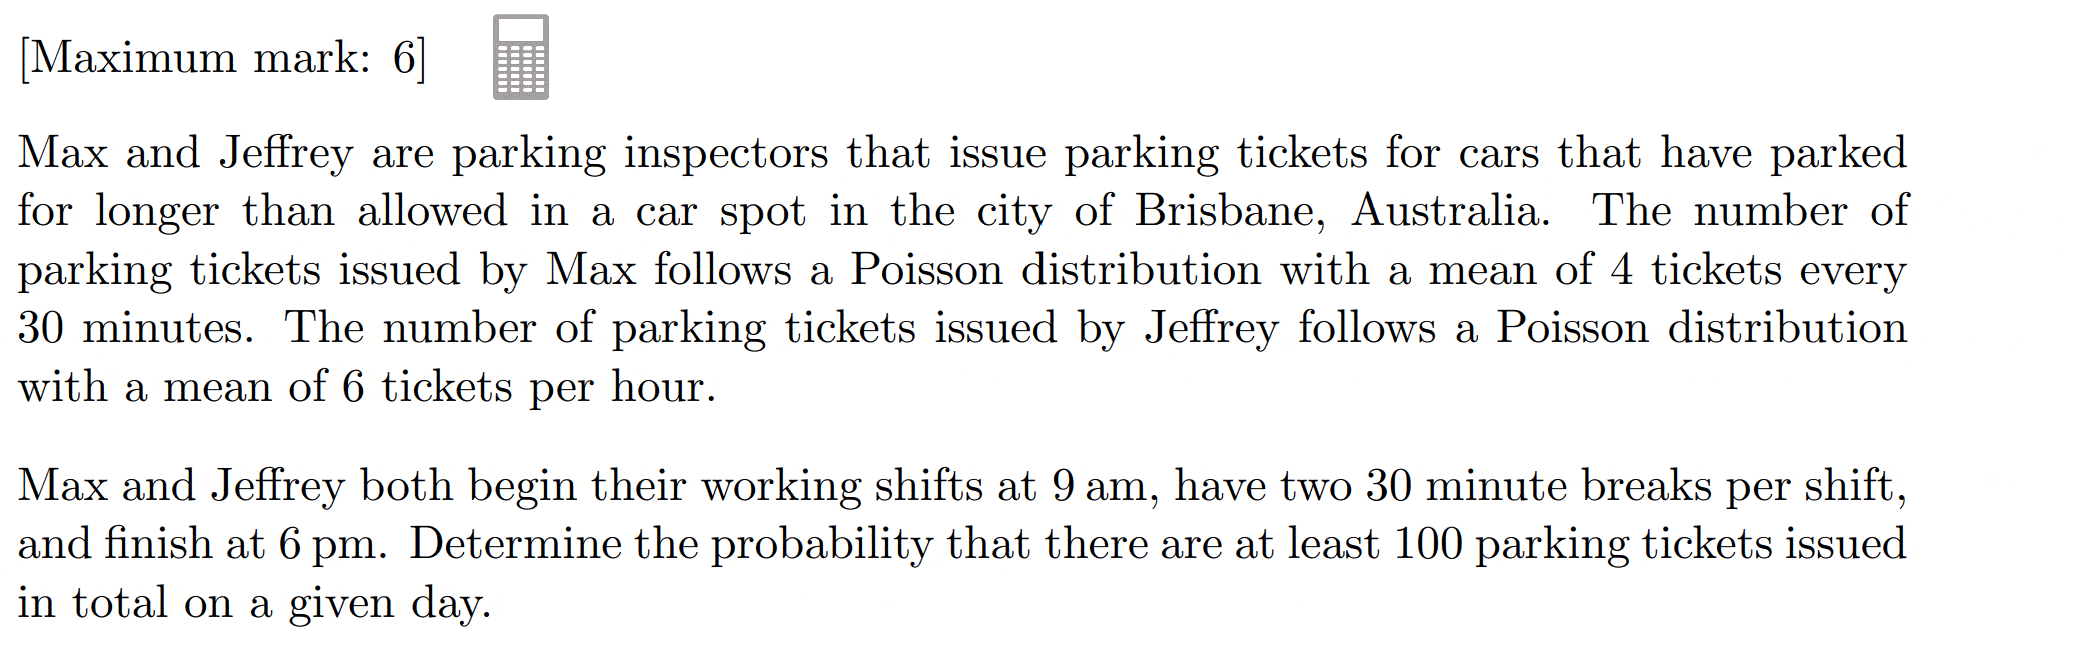 [Maximum mark: 6]
Max and Jeffrey are parking inspectors that issue parking tickets for cars that have parked
for longer than allowed in a car spot in the city of Brisbane, Australia. The number of
parking tickets issued by Max follows a Poisson distribution with a mean of 4 tickets every
30 minutes. The number of parking tickets issued by Jeffrey follows a Poisson distribution
with a mean of 6 tickets per hour.
Max and Jeffrey both begin their working shifts at 9 am, have two 30 minute breaks per shift,
and finish at 6 pm. Determine the probability that there are at least 100 parking tickets issued
in total on a given day.